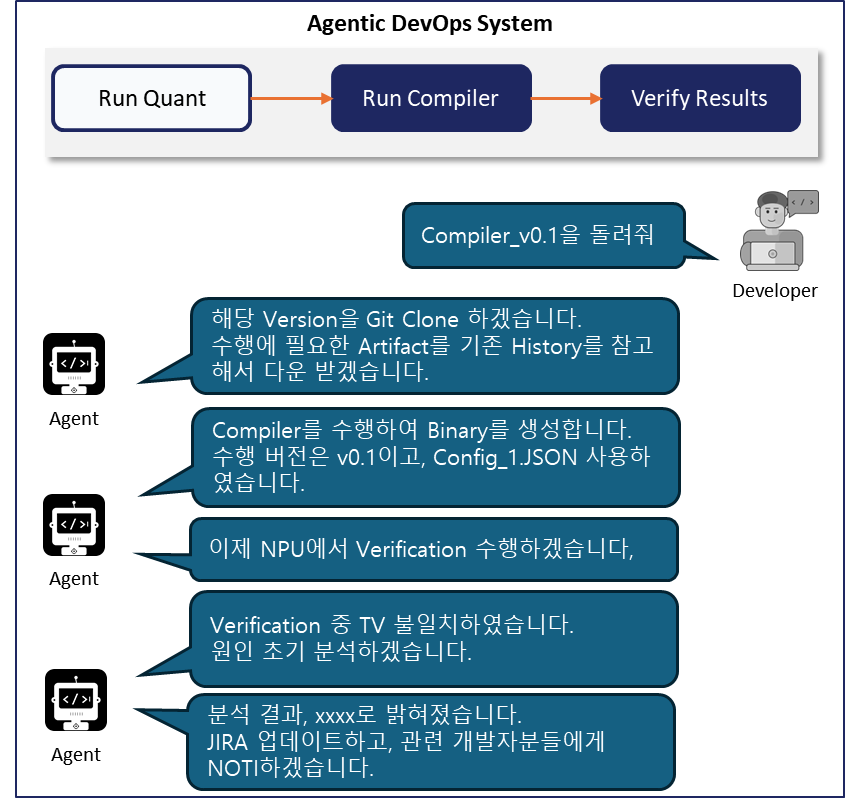 Agentic DevOps System
Run Quant
Run Compiler
Verify Results
Compiler_v0.1을 돌려줘
</>
Developer
해당 Version을 Git Clone 하겠습니다.
수행에 필요한 Artifact를 기존 History를 참고
해서 다운 받겠습니다.
</>
Agent
Compiler를 수행하여 Binary를 생성합니다.
수행 버전은 v0.1이고, Config_1.JSON 사용하
였습니다.
</>
Agent
이제 NPU에서 Verification 수행하겠습니다,
Verification 중 TV 불일치하였습니다.
원인 초기 분석하겠습니다.
</>
Agent
분석 결과, xxxx로 밝혀졌습니다.
JIRA 업데이트하고, 관련 개발자분들에게
NOTI하겠습니다.